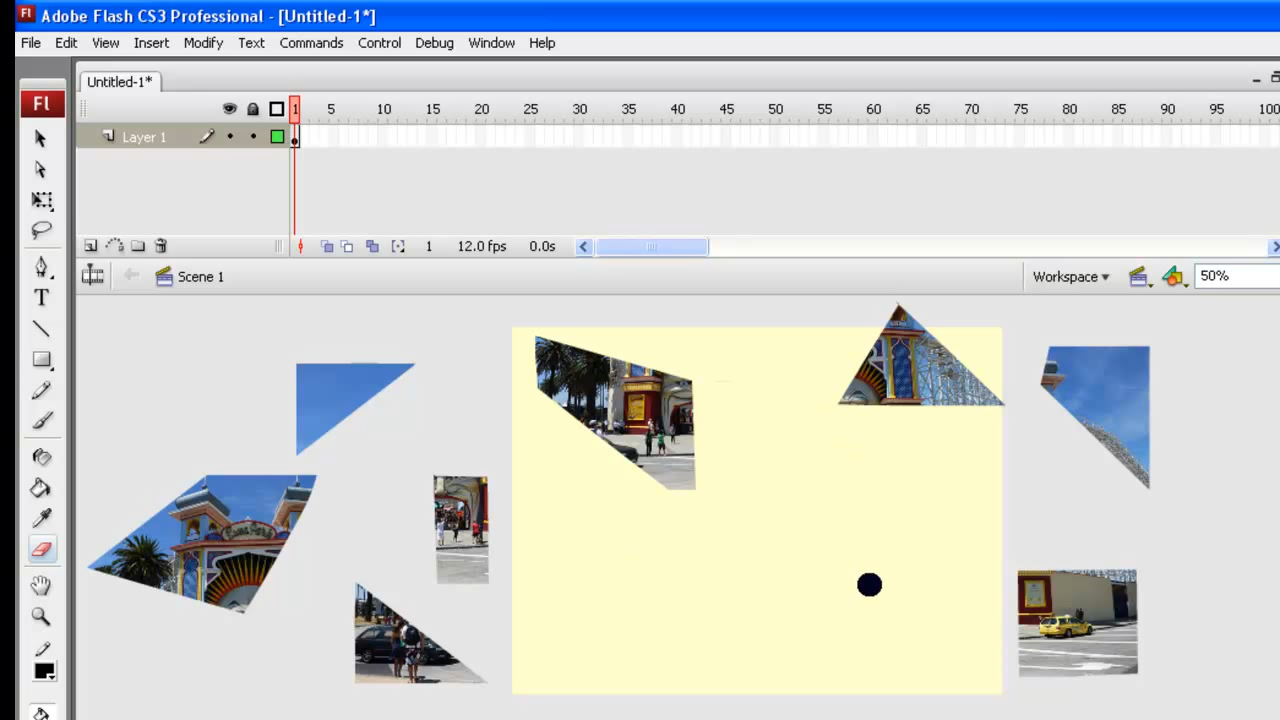 Fl Adobe Flash CS3 Professional - [Untitled-1*]
File Edit View Insert Modify Text Commands Control Debug Window Help
Untitled-1*
Fl
1 5 10 15 20 25 30 35 40 45 50 55 60 65 70 75 80 85 90 95 100
Layer 1
1 12.0 fps 0.0s
Scene 1
Workspace
50%
T